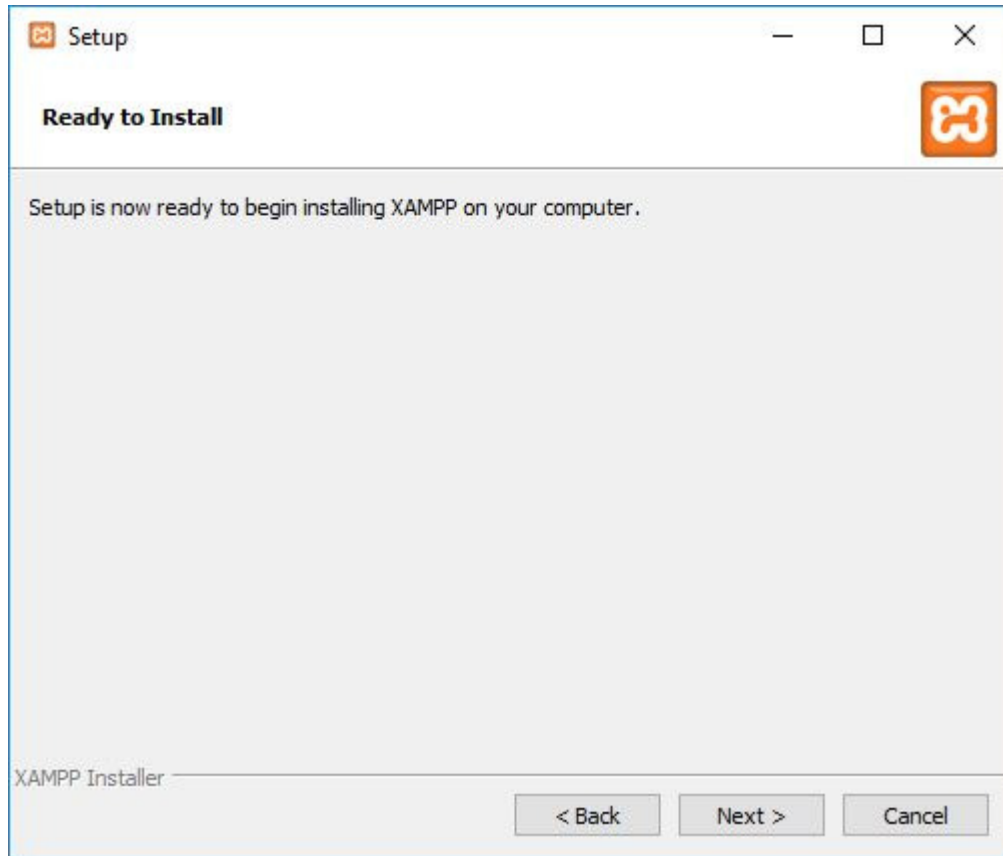 Setup
Ready to Install
Setup is now ready to begin installing XAMPP on your computer.
XAMPP Installer
< Back Next > Cancel